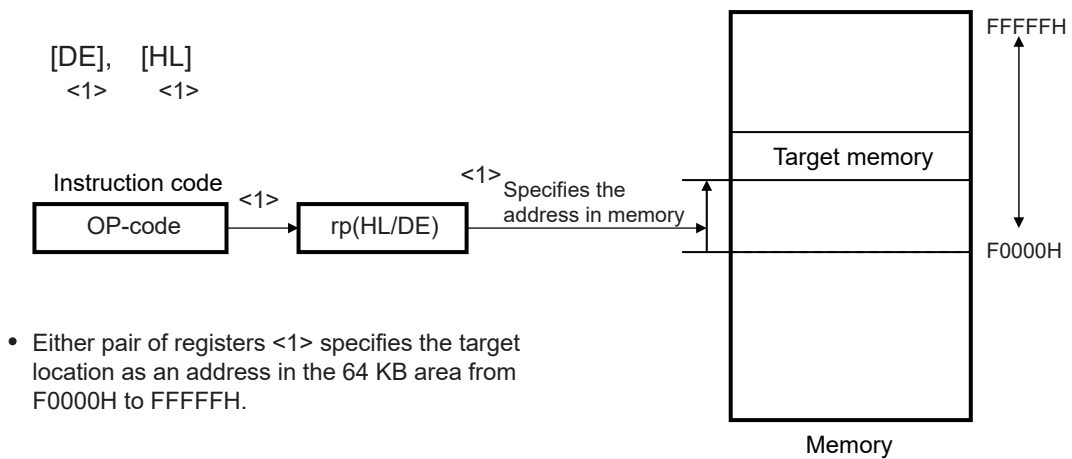 FFFFFH
[DE], [HL]
<1> <1>
Target memory
Instruction code
<1>
<1>
Specifies the
address in memory
OP-code
rp(HL/DE)
F0000H
• Either pair of registers <1> specifies the target
location as an address in the 64 KB area from
F0000H to FFFFFH.
Memory